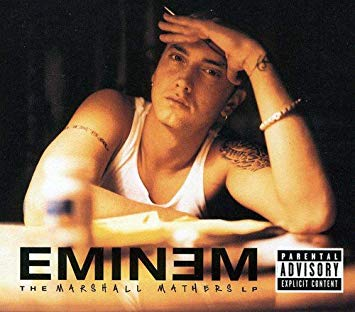 EMINƎM
THE MARSHALL MATHERS LP
PARENTAL
ADVISORY
EXPLICIT CONTENT